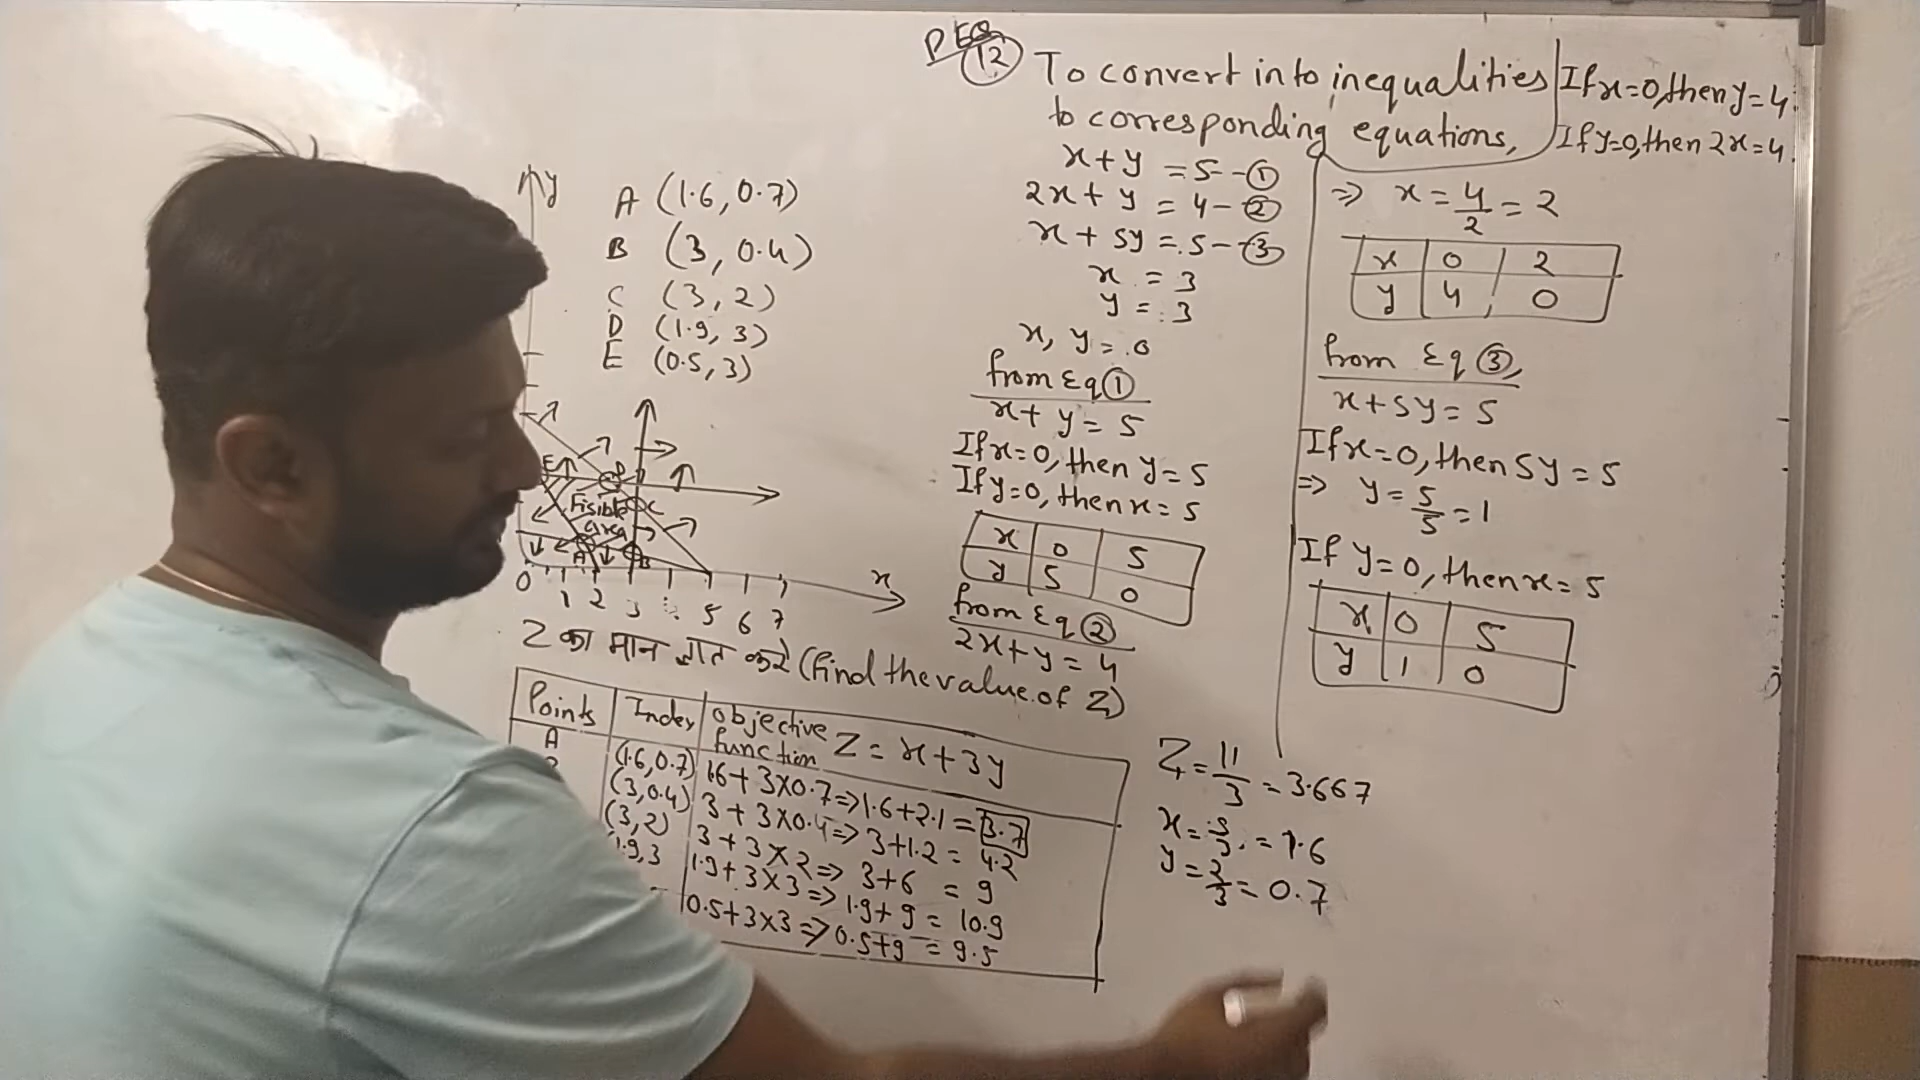 12 To convert into inequalities
to corresponding equations,
x+y = 5 - ①
2x+y = 4 - ②
x+5y = 5 - ③
x = 3
y = 3
x, y = 0
from Eq ①
x+y = 5
If x=0, then y = 5
If y=0, then x = 5
x 0 5
y 5 0
from Eq ②
2x+y = 4
If x=0, then y = 4
If y=0, then 2x = 4
⇒ x = 4/2 = 2
x 0 2
y 4 0
from Eq ③,
x+5y = 5
If x=0, then 5y = 5
⇒ y = 5/5 = 1
If y=0, then x = 5
x 0 5
y 1 0
y
A (1.6, 0.7)
B (3, 0.4)
C (3, 2)
D (1.9, 3)
E (0.5, 3)
E D
C
Fisible
area
A B
x
0 1 2 3 5 6 7
Z का मान ज्ञात करे (find the value of Z)
Points Index objective function Z = x+3y
A (1.6, 0.7) 1.6+3×0.7 ⇒ 1.6+2.1 = 3.7
(3, 0.4) 3+3×0.4 ⇒ 3+1.2 = 4.2
(3, 2) 3+3×2 ⇒ 3+6 = 9
1.9, 3 1.9+3×3 ⇒ 1.9+9 = 10.9
0.5+3×3 ⇒ 0.5+9 = 9.5
Z = 11/3 = 3.667
= 1.6
y = 2/3 = 0.7